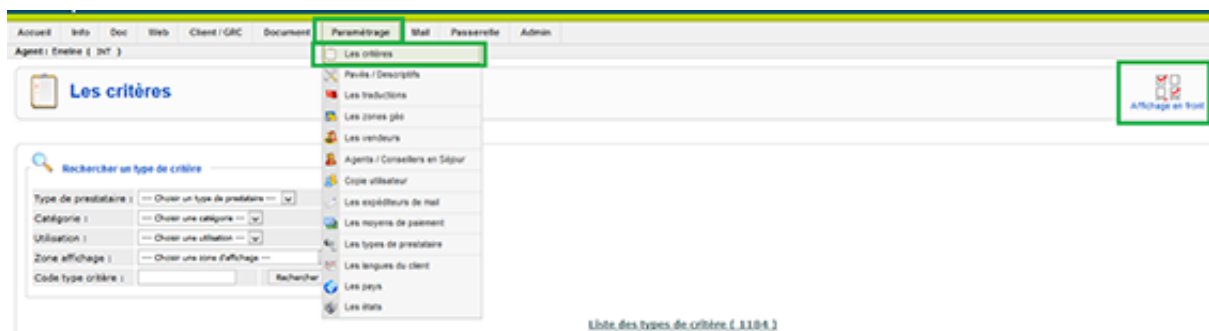 Accueil Info Doc Web Client / GRC Document Paramétrage Mail Passerelle Admin
Agent : Eneine ( INT )
Les critères
Pavés / Descriptifs
Les traductions
Les zones géo
Les vendeurs
Agents / Conseillers en Séjour
Copie utilisateur
Les expéditeurs de mail
Les moyens de paiement
Les types de prestataire
Les langues du client
Les pays
Les états
Les critères
Affichage en front
Rechercher un type de critère
Type de prestataire : --- Choisir un type de prestataire ---
Catégorie : --- Choisir une catégorie ---
Utilisation : --- Choisir une utilisation ---
Zone affichage : --- Choisir une zone d'affichage ---
Code type critère : Rechercher
Liste des types de critère ( 1184 )